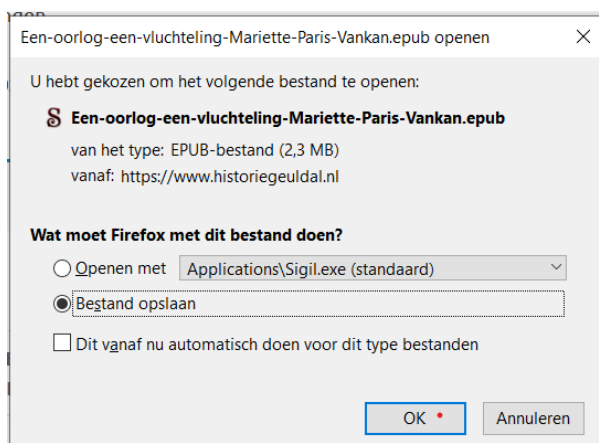 Een-oorlog-een-vluchteling-Mariette-Paris-Vankan.epub openen
U hebt gekozen om het volgende bestand te openen:
Een-oorlog-een-vluchteling-Mariette-Paris-Vankan.epub
van het type: EPUB-bestand (2,3 MB)
vanaf: https://www.historiegeuldal.nl
Wat moet Firefox met dit bestand doen?
Openen met Applications\Sigil.exe (standaard)
Bestand opslaan
Dit vanaf nu automatisch doen voor dit type bestanden
OK Annuleren